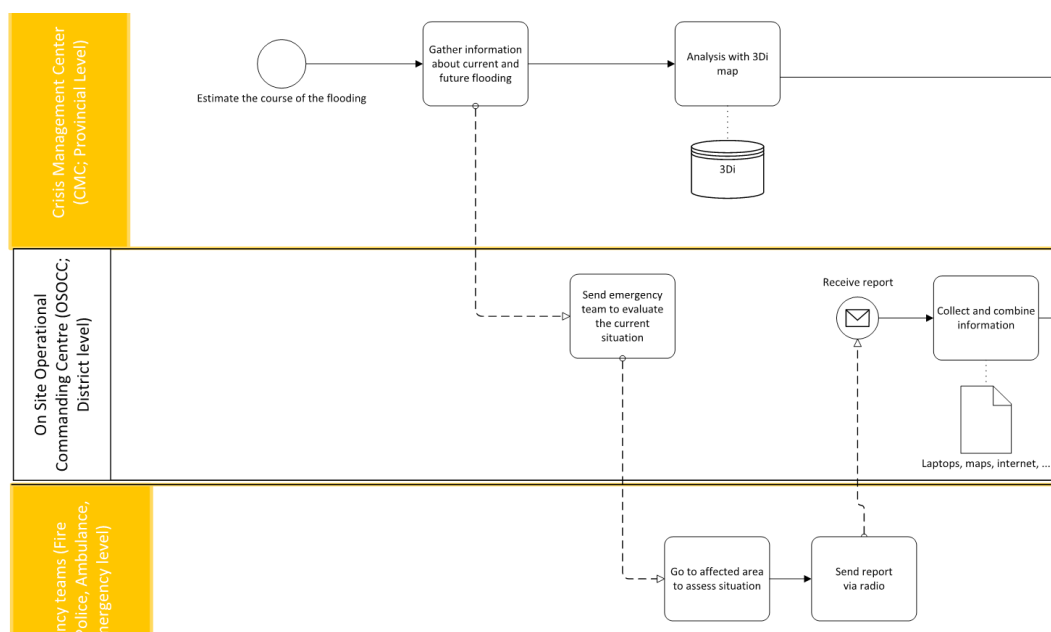 Crisis Management Center
(CMC; Provincial Level)
Estimate the course of the flooding
Gather information
about current and
future flooding
Analysis with 3Di
map
3Di
On Site Operational
Commanding Centre (OSOCC;
District level)
Send emergency
team to evaluate
the current
situation
Receive report
Collect and combine
information
Laptops, maps, internet, ...
teams (Fire
Police, Ambulance,
level)
Go to affected area
to assess situation
Send report
via radio